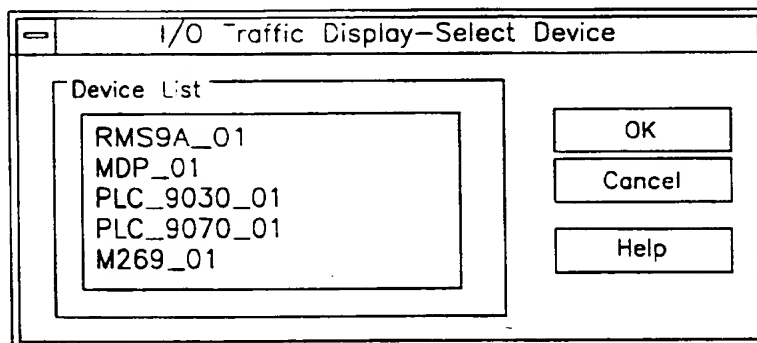 I/O Traffic Display-Select Device
Device List
RMS9A_01
MDP_01
PLC_9030_01
PLC_9070_01
M269_01
OK
Cancel
Help